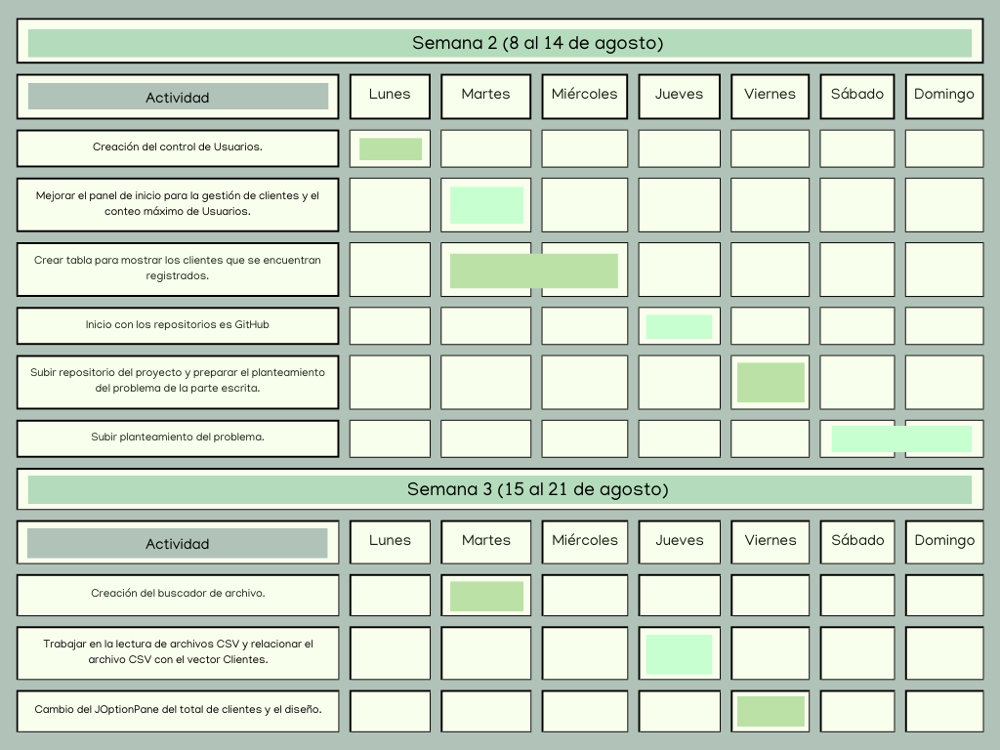 Semana 2 (8 al 14 de agosto)
Actividad
Lunes
Martes
Miércoles
Jueves
Viernes
Sábado
Domingo
Creación del control de Usuarios.
Mejorar el panel de inicio para la gestión de clientes y el
conteo máximo de Usuarios.
Crear tabla para mostrar los clientes que se encuentran
registrados.
Inicio con los repositorios es GitHub
Subir repositorio del proyecto y preparar el planteamiento
del problema de la parte escrita.
Subir planteamiento del problema.
Semana 3 (15 al 21 de agosto)
Actividad
Lunes
Martes
Miércoles
Jueves
Viernes
Sábado
Domingo
Creación del buscador de archivo.
Trabajar en la lectura de archivos CSV y relacionar el
archivo CSV con el vector Clientes.
Cambio del JOptionPane del total de clientes y el diseño.